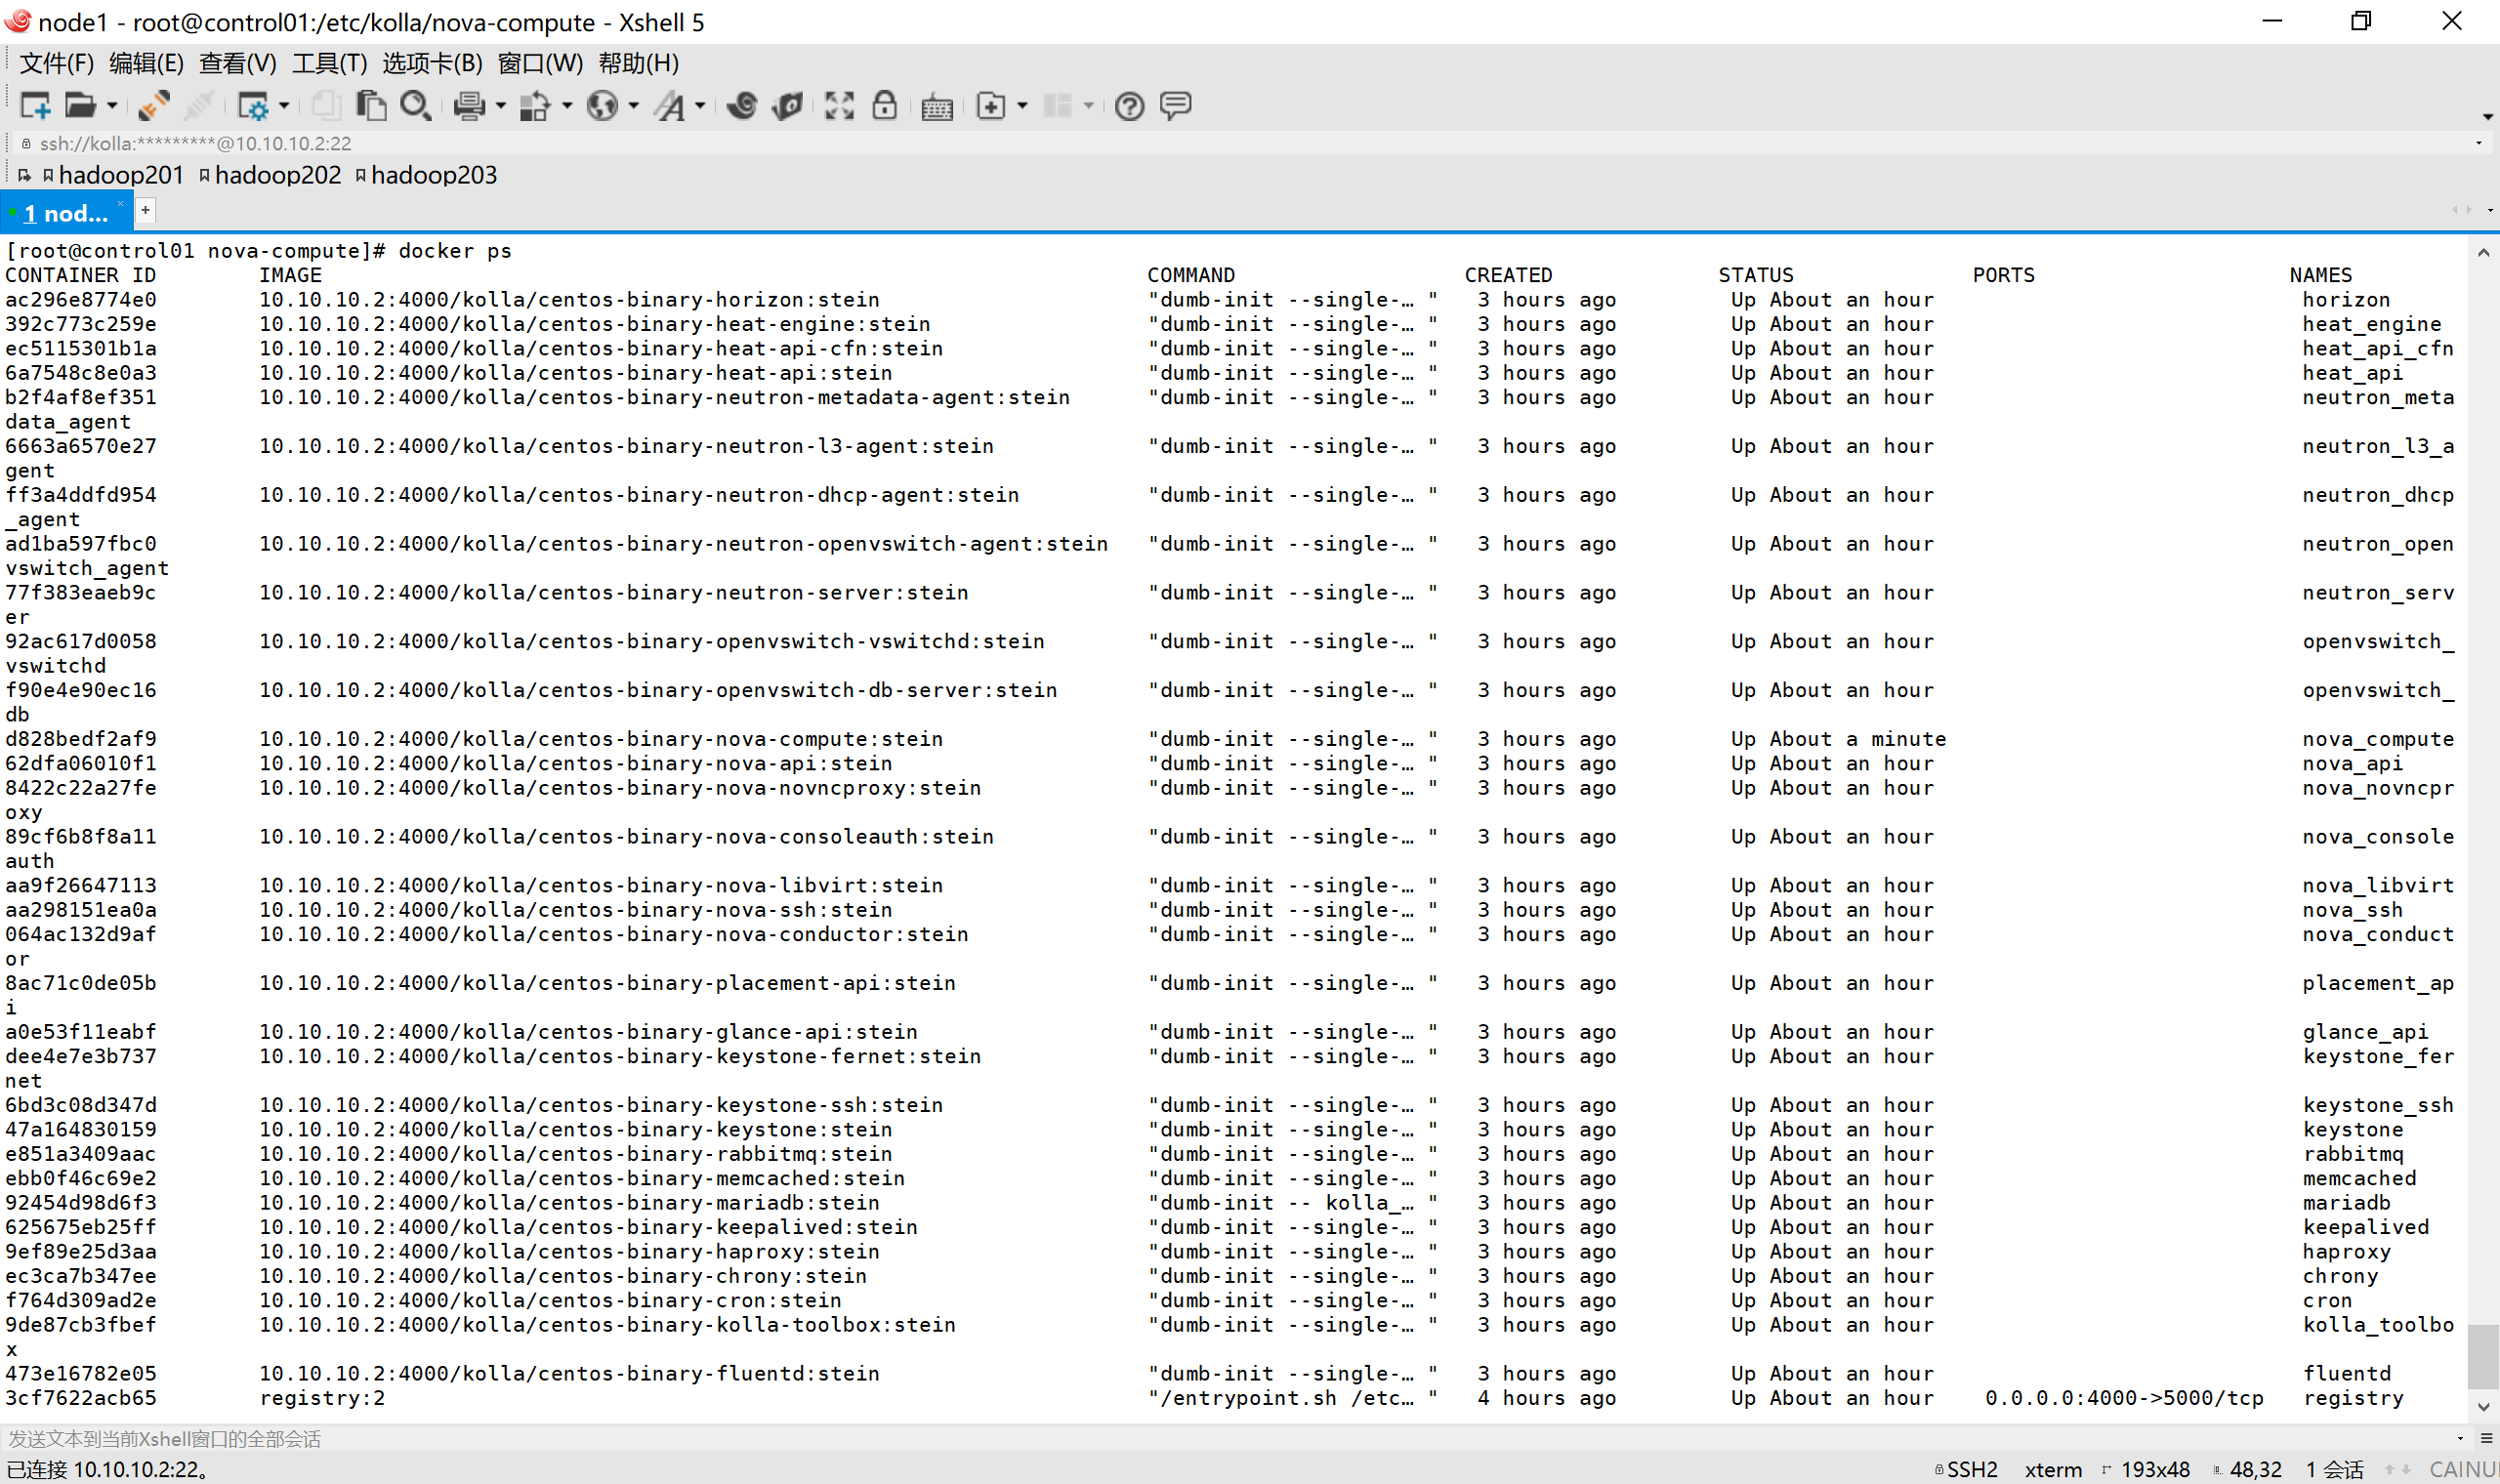 node1 - root@control01:/etc/kolla/nova-compute - Xshell 5
文件(F) 编辑(E) 查看(V) 工具(T) 选项卡(B) 窗口(W) 帮助(H)
ssh://kolla:*********@10.10.10.2:22
hadoop201 hadoop202 hadoop203
1 nod... × +
[root@control01 nova-compute]# docker ps
CONTAINER ID IMAGE COMMAND CREATED STATUS PORTS NAMES
ac296e8774e0 10.10.10.2:4000/kolla/centos-binary-horizon:stein "dumb-init --single-… " 3 hours ago Up About an hour horizon
392c773c259e 10.10.10.2:4000/kolla/centos-binary-heat-engine:stein "dumb-init --single-… " 3 hours ago Up About an hour heat_engine
ec5115301b1a 10.10.10.2:4000/kolla/centos-binary-heat-api-cfn:stein "dumb-init --single-… " 3 hours ago Up About an hour heat_api_cfn
6a7548c8e0a3 10.10.10.2:4000/kolla/centos-binary-heat-api:stein "dumb-init --single-… " 3 hours ago Up About an hour heat_api
b2f4af8ef351 10.10.10.2:4000/kolla/centos-binary-neutron-metadata-agent:stein "dumb-init --single-… " 3 hours ago Up About an hour neutron_meta
data_agent
6663a6570e27 10.10.10.2:4000/kolla/centos-binary-neutron-l3-agent:stein "dumb-init --single-… " 3 hours ago Up About an hour neutron_l3_a
gent
ff3a4ddfd954 10.10.10.2:4000/kolla/centos-binary-neutron-dhcp-agent:stein "dumb-init --single-… " 3 hours ago Up About an hour neutron_dhcp
_agent
ad1ba597fbc0 10.10.10.2:4000/kolla/centos-binary-neutron-openvswitch-agent:stein "dumb-init --single-… " 3 hours ago Up About an hour neutron_open
vswitch_agent
77f383eaeb9c 10.10.10.2:4000/kolla/centos-binary-neutron-server:stein "dumb-init --single-… " 3 hours ago Up About an hour neutron_serv
er
92ac617d0058 10.10.10.2:4000/kolla/centos-binary-openvswitch-vswitchd:stein "dumb-init --single-… " 3 hours ago Up About an hour openvswitch_
vswitchd
f90e4e90ec16 10.10.10.2:4000/kolla/centos-binary-openvswitch-db-server:stein "dumb-init --single-… " 3 hours ago Up About an hour openvswitch_
db
d828bedf2af9 10.10.10.2:4000/kolla/centos-binary-nova-compute:stein "dumb-init --single-… " 3 hours ago Up About a minute nova_compute
62dfa06010f1 10.10.10.2:4000/kolla/centos-binary-nova-api:stein "dumb-init --single-… " 3 hours ago Up About an hour nova_api
8422c22a27fe 10.10.10.2:4000/kolla/centos-binary-nova-novncproxy:stein "dumb-init --single-… " 3 hours ago Up About an hour nova_novncpr
oxy
89cf6b8f8a11 10.10.10.2:4000/kolla/centos-binary-nova-consoleauth:stein "dumb-init --single-… " 3 hours ago Up About an hour nova_console
auth
aa9f26647113 10.10.10.2:4000/kolla/centos-binary-nova-libvirt:stein "dumb-init --single-… " 3 hours ago Up About an hour nova_libvirt
aa298151ea0a 10.10.10.2:4000/kolla/centos-binary-nova-ssh:stein "dumb-init --single-… " 3 hours ago Up About an hour nova_ssh
064ac132d9af 10.10.10.2:4000/kolla/centos-binary-nova-conductor:stein "dumb-init --single-… " 3 hours ago Up About an hour nova_conduct
or
8ac71c0de05b 10.10.10.2:4000/kolla/centos-binary-placement-api:stein "dumb-init --single-… " 3 hours ago Up About an hour placement_ap
i
a0e53f11eabf 10.10.10.2:4000/kolla/centos-binary-glance-api:stein "dumb-init --single-… " 3 hours ago Up About an hour glance_api
dee4e7e3b737 10.10.10.2:4000/kolla/centos-binary-keystone-fernet:stein "dumb-init --single-… " 3 hours ago Up About an hour keystone_fer
net
6bd3c08d347d 10.10.10.2:4000/kolla/centos-binary-keystone-ssh:stein "dumb-init --single-… " 3 hours ago Up About an hour keystone_ssh
47a164830159 10.10.10.2:4000/kolla/centos-binary-keystone:stein "dumb-init --single-… " 3 hours ago Up About an hour keystone
e851a3409aac 10.10.10.2:4000/kolla/centos-binary-rabbitmq:stein "dumb-init --single-… " 3 hours ago Up About an hour rabbitmq
ebb0f46c69e2 10.10.10.2:4000/kolla/centos-binary-memcached:stein "dumb-init --single-… " 3 hours ago Up About an hour memcached
92454d98d6f3 10.10.10.2:4000/kolla/centos-binary-mariadb:stein "dumb-init -- kolla_… " 3 hours ago Up About an hour mariadb
625675eb25ff 10.10.10.2:4000/kolla/centos-binary-keepalived:stein "dumb-init --single-… " 3 hours ago Up About an hour keepalived
9ef89e25d3aa 10.10.10.2:4000/kolla/centos-binary-haproxy:stein "dumb-init --single-… " 3 hours ago Up About an hour haproxy
ec3ca7b347ee 10.10.10.2:4000/kolla/centos-binary-chrony:stein "dumb-init --single-… " 3 hours ago Up About an hour chrony
f764d309ad2e 10.10.10.2:4000/kolla/centos-binary-cron:stein "dumb-init --single-… " 3 hours ago Up About an hour cron
9de87cb3fbef 10.10.10.2:4000/kolla/centos-binary-kolla-toolbox:stein "dumb-init --single-… " 3 hours ago Up About an hour kolla_toolbo
x
473e16782e05 10.10.10.2:4000/kolla/centos-binary-fluentd:stein "dumb-init --single-… " 3 hours ago Up About an hour fluentd
3cf7622acb65 registry:2 "/entrypoint.sh /etc… " 4 hours ago Up About an hour 0.0.0.0:4000->5000/tcp registry
发送文本到当前Xshell窗口的全部会话
已连接 10.10.10.2:22。 SSH2 xterm 193x48 48,32 1 会话